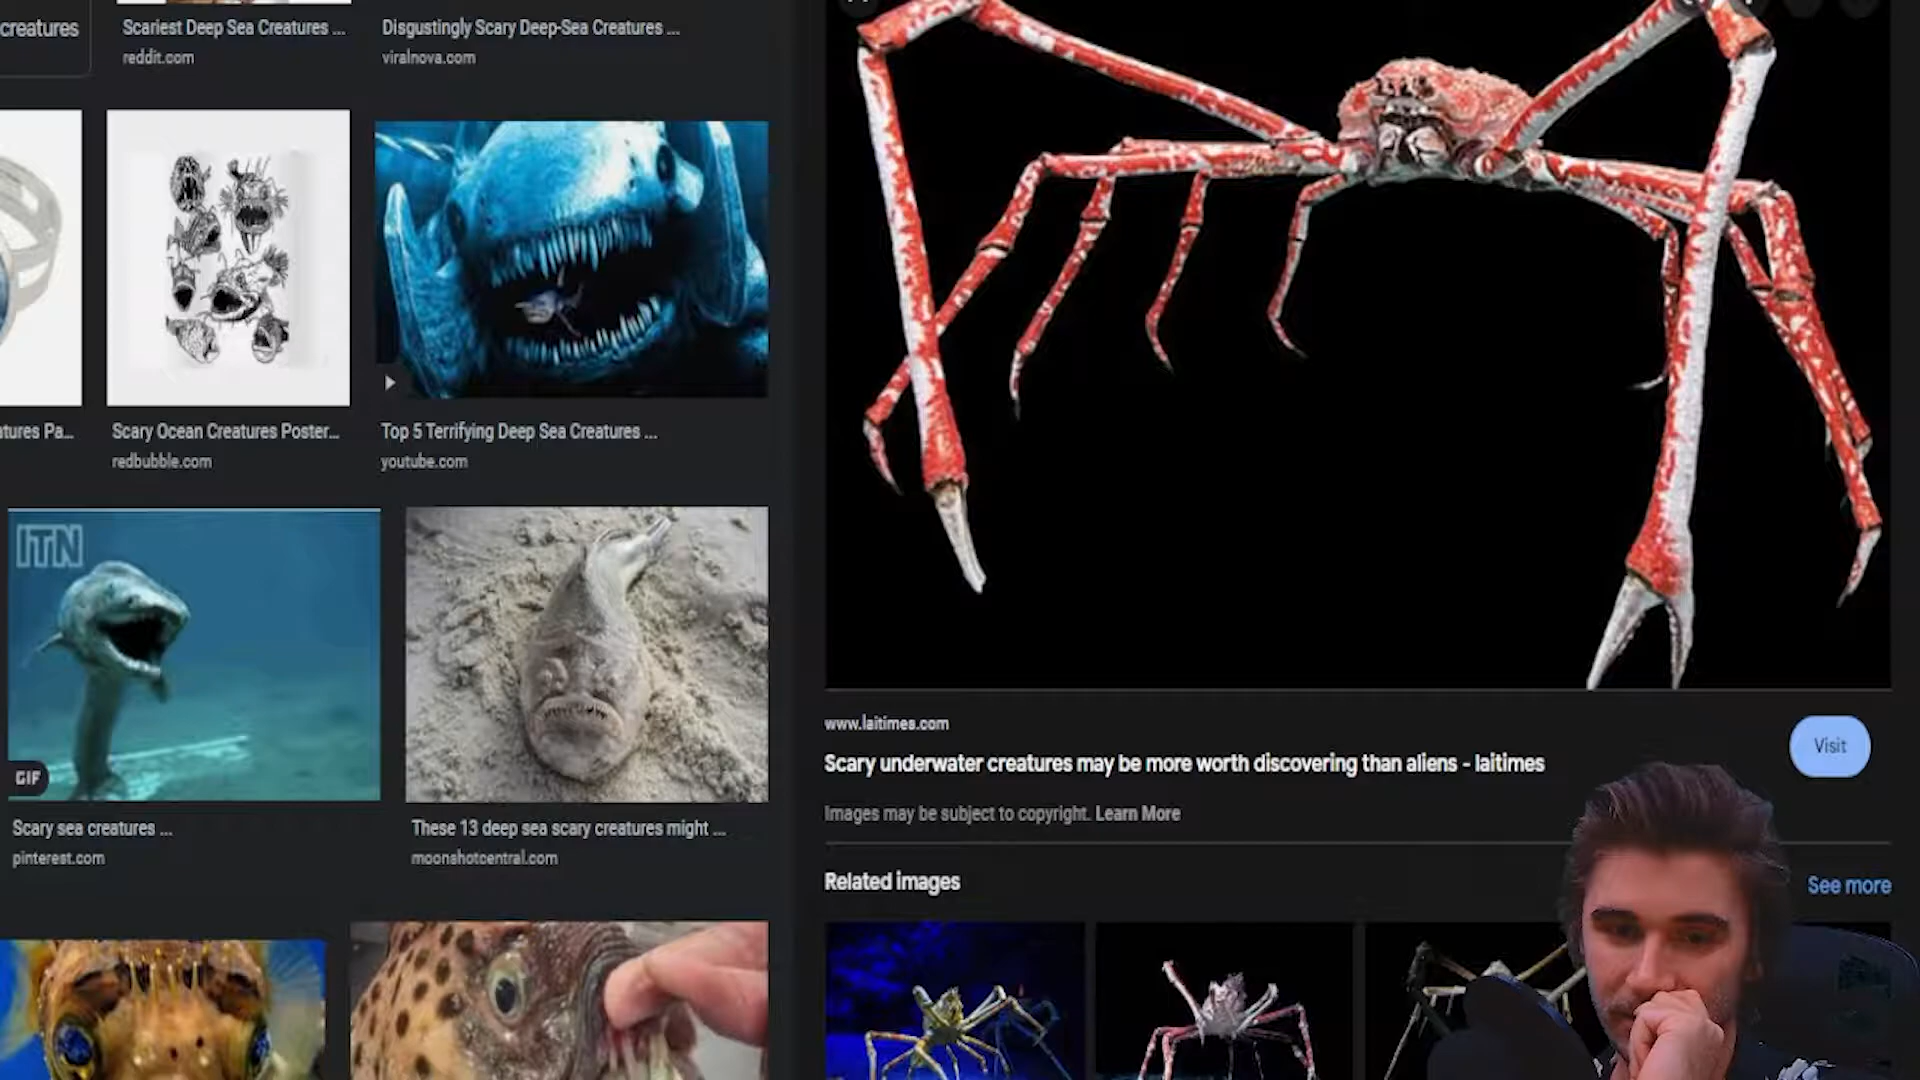 creatures
Scariest Deep Sea Creatures ...
reddit.com
Disgustingly Scary Deep-Sea Creatures ...
viralnova.com
atures Pa...
Scary Ocean Creatures Poster...
redbubble.com
Top 5 Terrifying Deep Sea Creatures ...
youtube.com
ITN
GIF
Scary sea creatures ...
pinterest.com
These 13 deep sea scary creatures might ...
moonshotcentral.com
www.laitimes.com
Visit
Scary underwater creatures may be more worth discovering than aliens - laitimes
Images may be subject to copyright. Learn More
Related images
See more